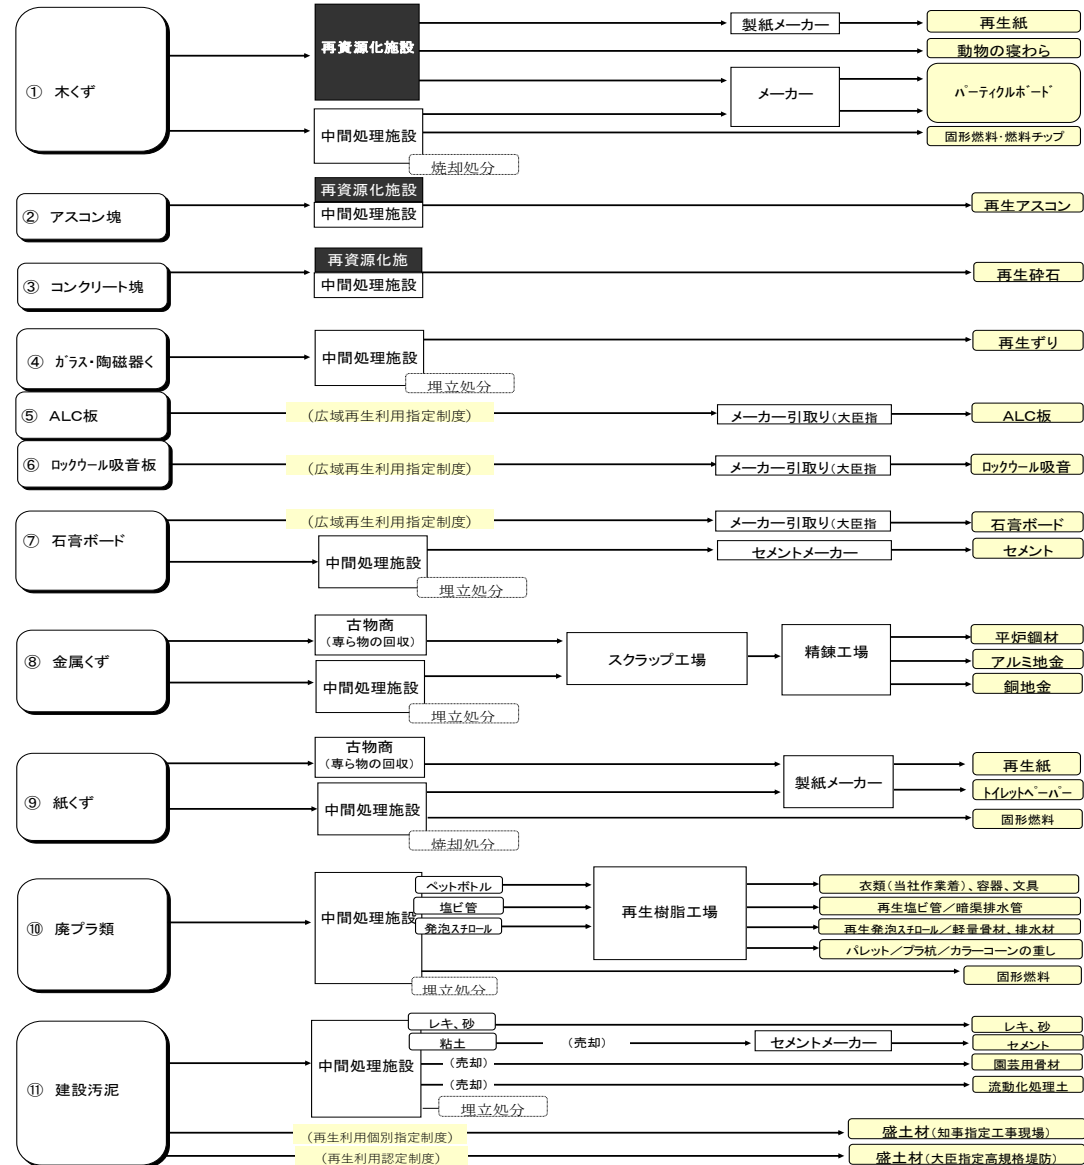 ① 木くず
再資源化施設
製紙メーカー
再生紙
動物の寝わら
メーカー
パーティクルボード
中間処理施設
固形燃料・燃料チップ
焼却処分
② アスコン塊
再資源化施設
中間処理施設
再生アスコン
③ コンクリート塊
再資源化施
中間処理施設
再生砕石
④ ガラス・陶磁器く
中間処理施設
再生ずり
埋立処分
⑤ ALC板
(広域再生利用指定制度)
メーカー引取り(大臣指
ALC板
⑥ ロックウール吸音板
(広域再生利用指定制度)
メーカー引取り(大臣指
ロックウール吸音
⑦ 石膏ボード
(広域再生利用指定制度)
メーカー引取り(大臣指
石膏ボード
中間処理施設
セメントメーカー
セメント
埋立処分
⑧ 金属くず
古物商
(専ら物の回収)
中間処理施設
埋立処分
スクラップ工場
精錬工場
平炉鋼材
アルミ地金
銅地金
⑨ 紙くず
古物商
(専ら物の回収)
中間処理施設
焼却処分
製紙メーカー
再生紙
トイレットペーパー
固形燃料
⑩ 廃プラ類
中間処理施設
ペットボトル
塩ビ管
発泡スチロール
埋立処分
再生樹脂工場
衣類(当社作業着)、容器、文具
再生塩ビ管/暗渠排水管
再生発泡スチロール/軽量骨材、排水材
パレット/プラ杭/カラーコーンの重し
固形燃料
⑪ 建設汚泥
中間処理施設
レキ、砂
レキ、砂
粘土
(売却)
セメントメーカー
セメント
(売却)
園芸用骨材
(売却)
流動化処理土
埋立処分
(再生利用個別指定制度)
盛土材(知事指定工事現場)
(再生利用認定制度)
盛土材(大臣指定高規格堤防)